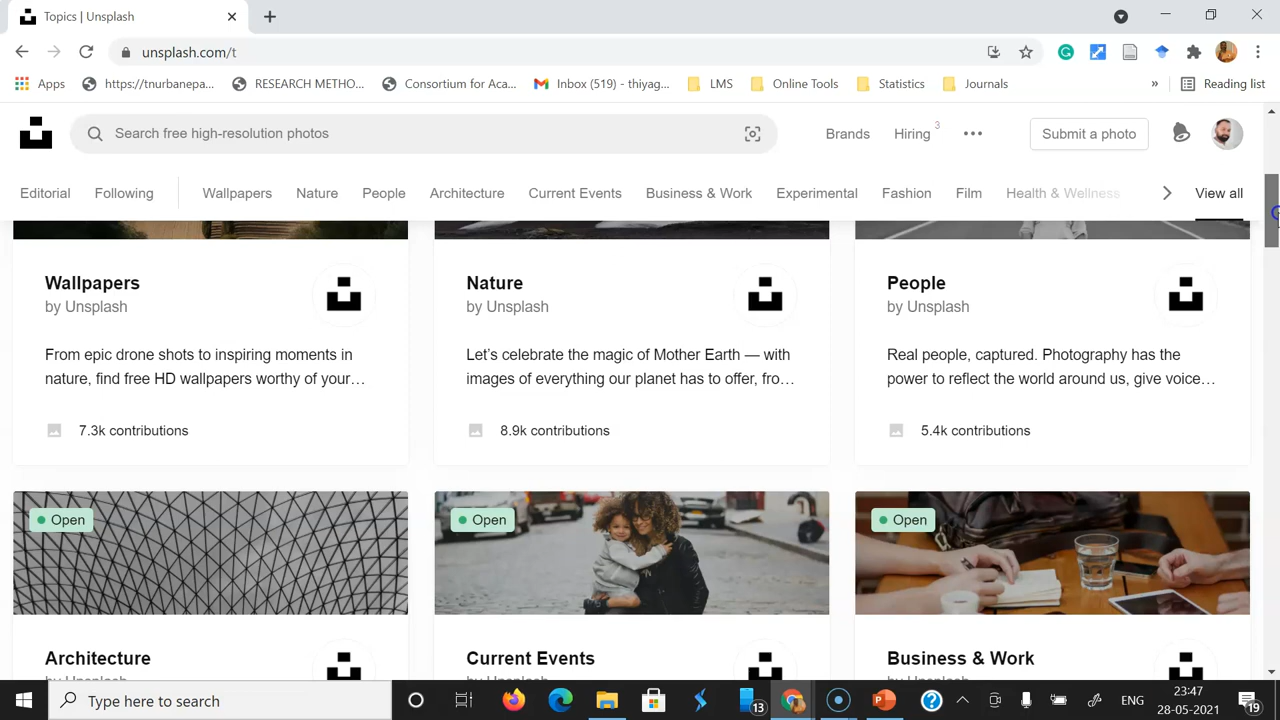 Topics | Unsplash
unsplash.com/t
Apps
https://tnurbanepa...
RESEARCH METHO...
Consortium for Aca...
Inbox (519) - thiyag...
LMS
Online Tools
Statistics
Journals
»
Reading list
Search free high-resolution photos
Brands
Hiring 3
Submit a photo
Editorial
Following
Wallpapers
Nature
People
Architecture
Current Events
Business & Work
Experimental
Fashion
Film
Health & Wellness
View all
Wallpapers
by Unsplash
From epic drone shots to inspiring moments in
nature, find free HD wallpapers worthy of your…
7.3k contributions
Nature
by Unsplash
Let’s celebrate the magic of Mother Earth — with
images of everything our planet has to offer, fro…
8.9k contributions
People
by Unsplash
Real people, captured. Photography has the
power to reflect the world around us, give voice…
5.4k contributions
Open
Open
Open
Architecture
by Unsplash
Current Events
by Unsplash
Business & Work
by Unsplash
Type here to search
13
ENG
23:47
28-05-2021
19